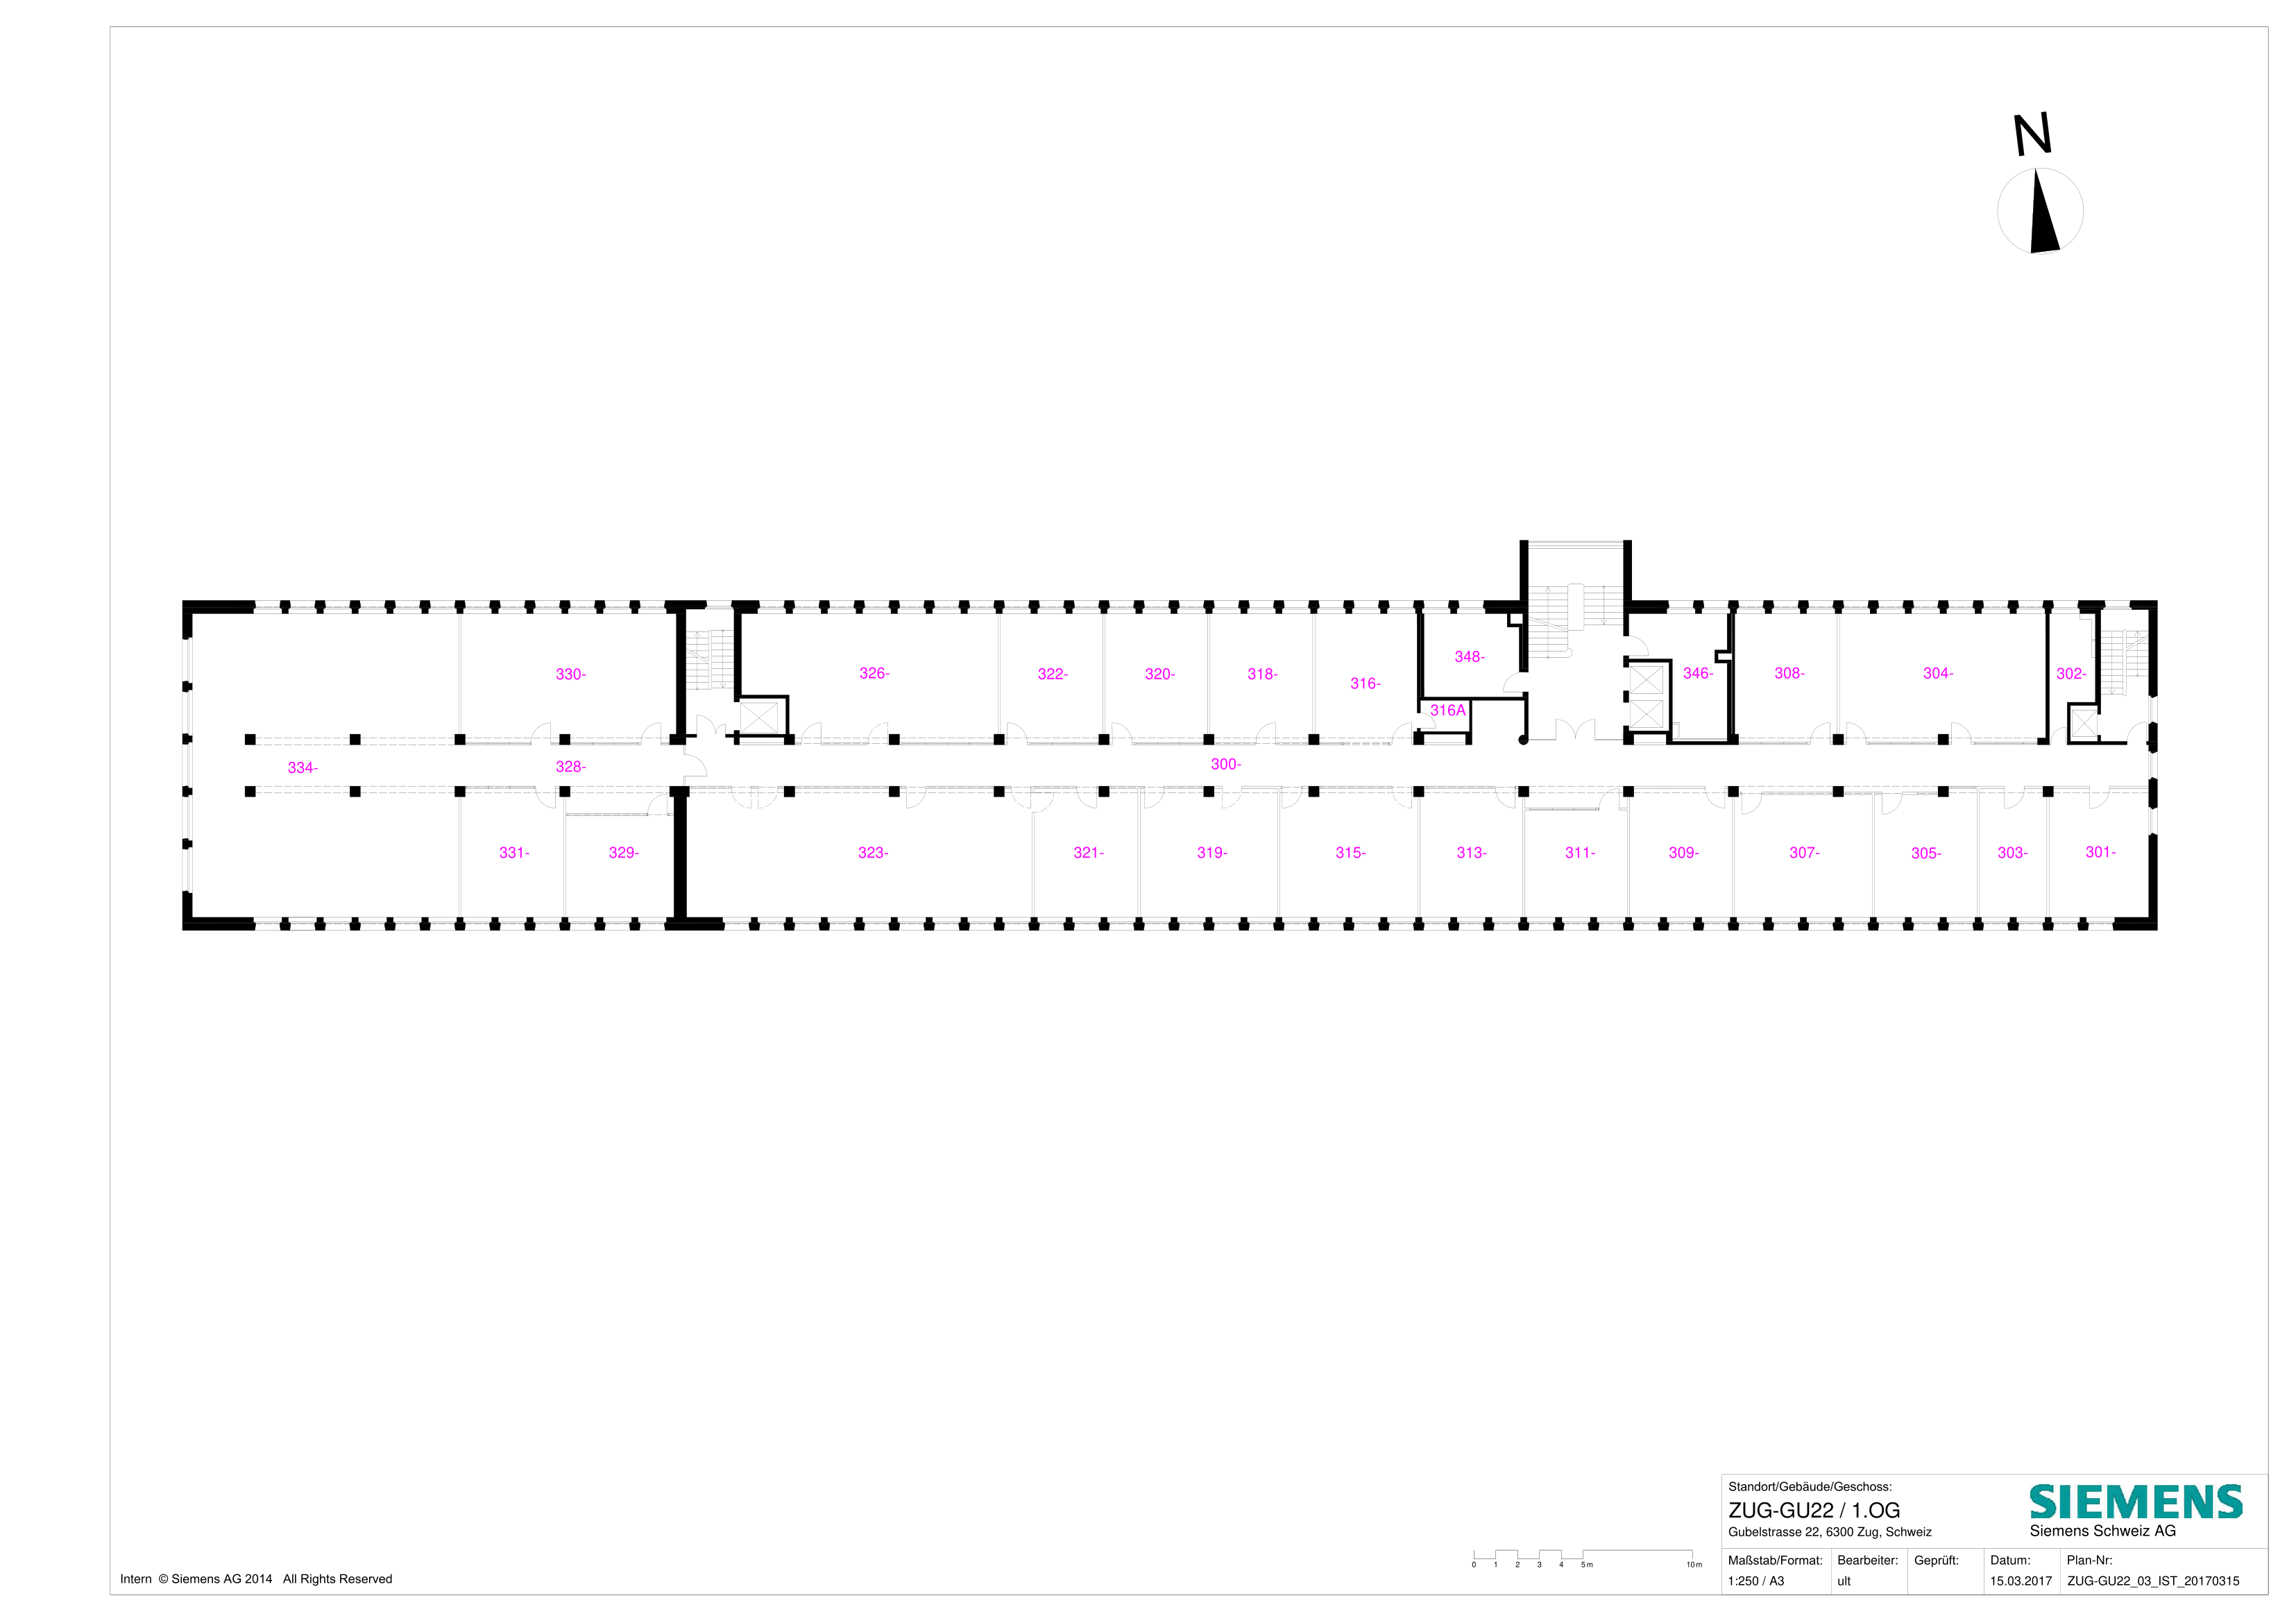 N
348-
330-
326-
322-
320-
318-
316-
346-
308-
304-
302-
316A
334-
328-
300-
331-
329-
323-
321-
319-
315-
313-
311-
309-
307-
305-
303-
301-
Standort/Gebäude/Geschoss:
ZUG-GU22 / 1.OG
Gubelstrasse 22, 6300 Zug, Schweiz
SIEMENS
Siemens Schweiz AG
Maßstab/Format: Bearbeiter: Geprüft: Datum: Plan-Nr:
1:250 / A3 ult 15.03.2017 ZUG-GU22_03_IST_20170315
0 1 2 3 4 5 m 10 m
Intern © Siemens AG 2014 All Rights Reserved